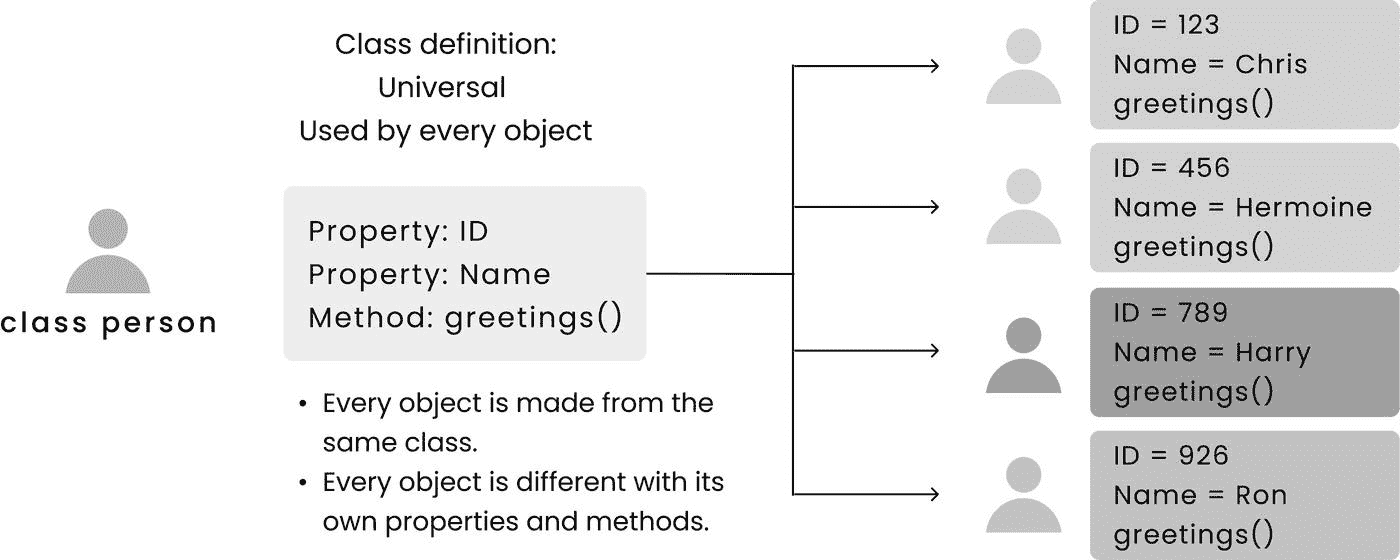 Class definition:
Universal
Used by every object
class person
Property: ID
Property: Name
Method: greetings()
• Every object is made from the
same class.
• Every object is different with its
own properties and methods.
ID = 123
Name = Chris
greetings()
ID = 456
Name = Hermoine
greetings()
ID = 789
Name = Harry
greetings()
ID = 926
Name = Ron
greetings()